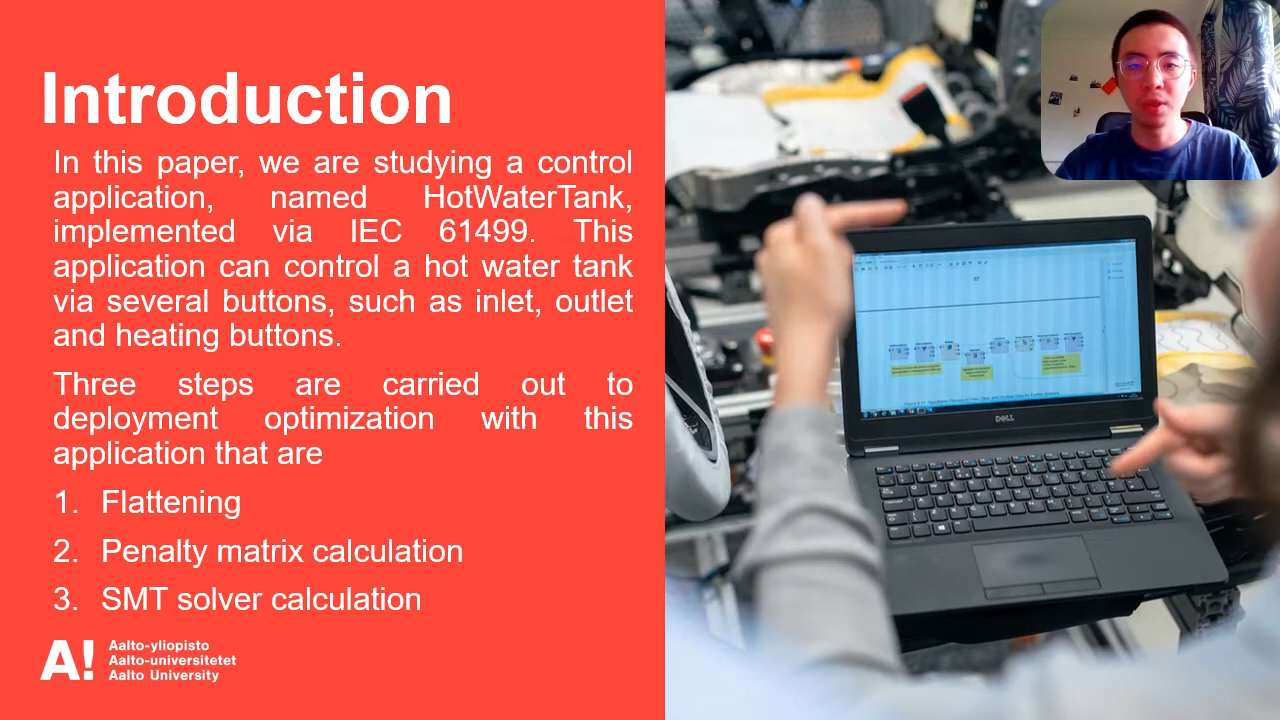 Introduction
In this paper, we are studying a control
application, named HotWaterTank,
implemented via IEC 61499. This
application can control a hot water tank
via several buttons, such as inlet, outlet
and heating buttons.
Three steps are carried out to
deployment optimization with this
application that are
1. Flattening
2. Penalty matrix calculation
3. SMT solver calculation
A!
Aalto-yliopisto
Aalto-universitetet
Aalto University
DELL